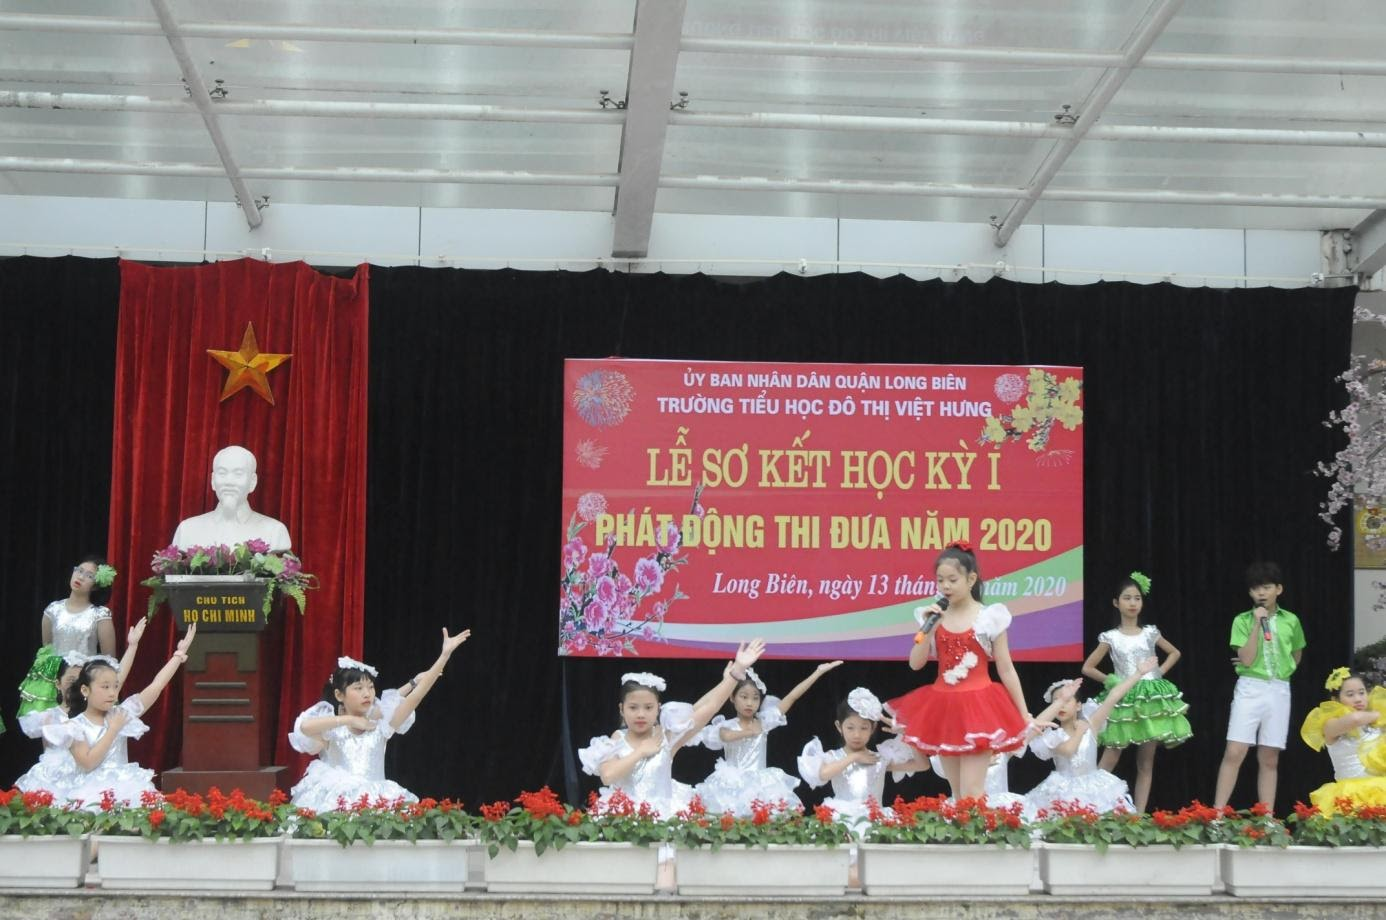 ỦY BAN NHÂN DÂN QUẬN LONG BIÊN
TRƯỜNG TIỂU HỌC ĐÔ THỊ VIỆT HƯNG
LỄ SƠ KẾT HỌC KỲ I
PHÁT ĐỘNG THI ĐUA NĂM 2020
Long Biên, ngày 13 tháng năm 2020
CHỦ TỊCH
HỒ CHÍ MINH